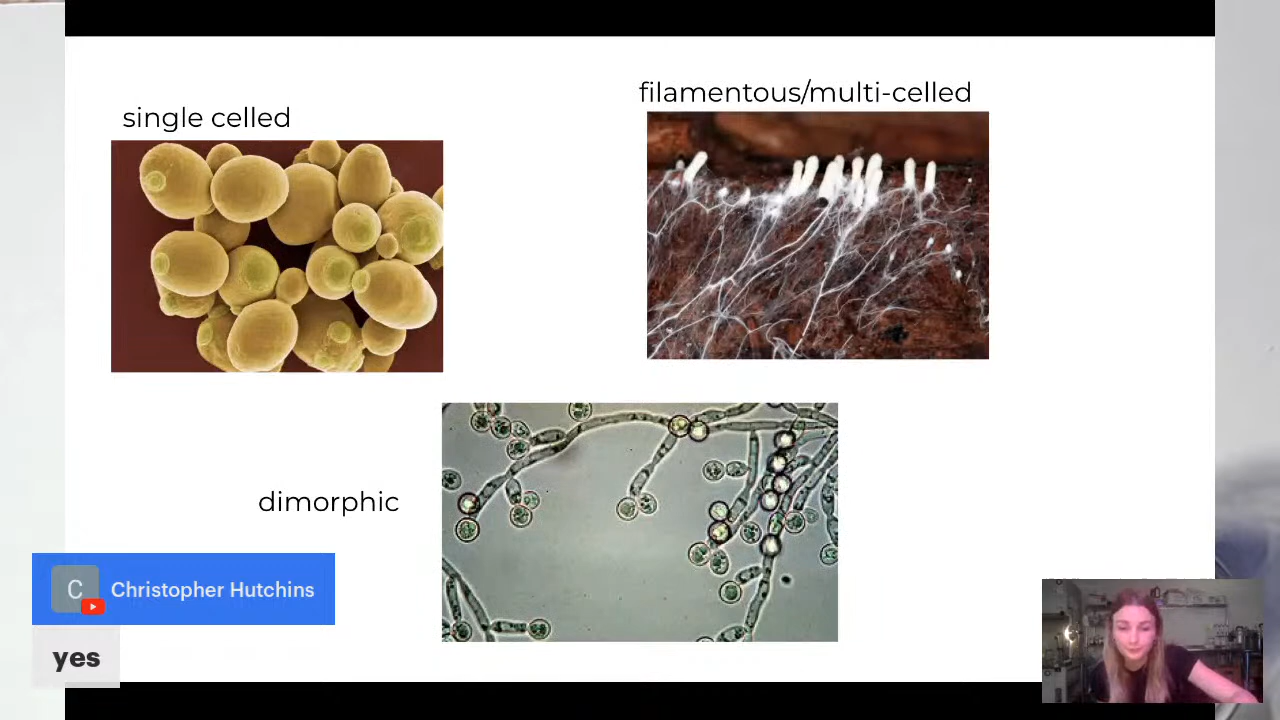 single celled
filamentous/multi-celled
dimorphic
C
Christopher Hutchins
yes